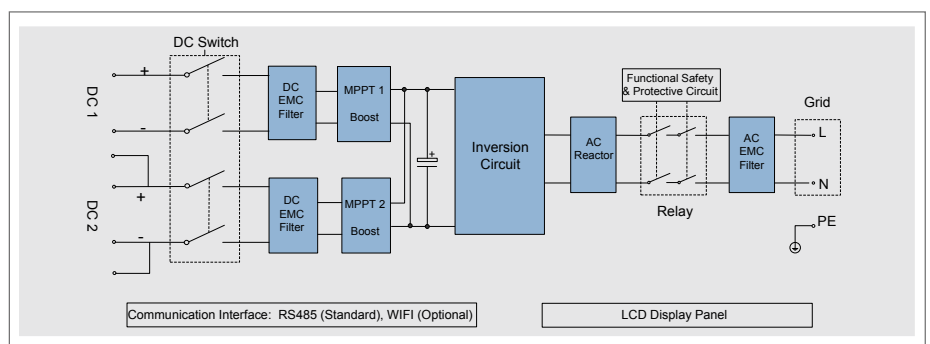 DC Switch
+
DC 1
-
+
DC 2
-
DC
EMC
Filter
MPPT 1
Boost
DC
EMC
Filter
MPPT 2
Boost
+
Inversion
Circuit
AC
Reactor
Functional Safety
& Protective Circuit
Relay
AC
EMC
Filter
Grid
L
N
PE
Communication Interface: RS485 (Standard), WIFI (Optional)
LCD Display Panel